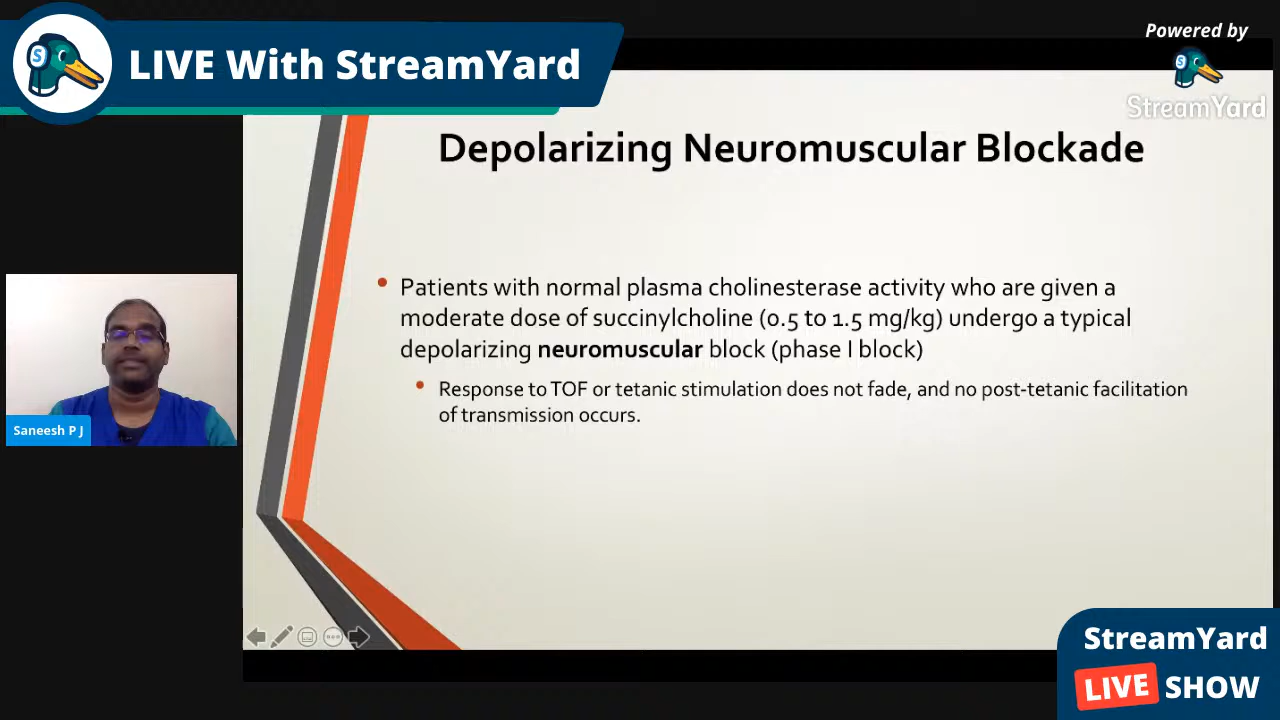 LIVE With StreamYard
Powered by
StreamYard
Depolarizing Neuromuscular Blockade
Patients with normal plasma cholinesterase activity who are given a
moderate dose of succinylcholine (0.5 to 1.5 mg/kg) undergo a typical
depolarizing neuromuscular block (phase I block)
Response to TOF or tetanic stimulation does not fade, and no post-tetanic facilitation
of transmission occurs.
Saneesh P J
StreamYard
LIVE SHOW